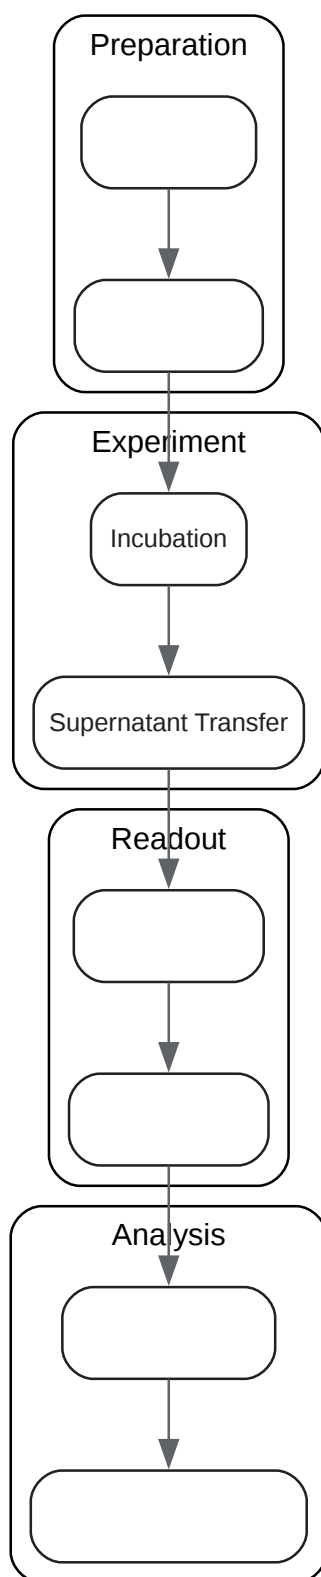 Preparation
Experiment
Incubation
Supernatant Transfer
Readout
Analysis